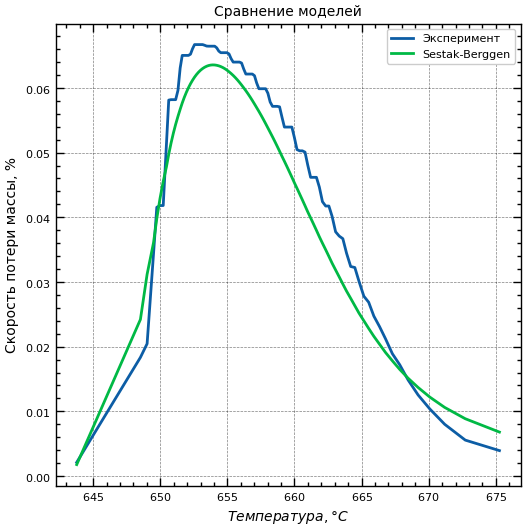 Сравнение моделей
Эксперимент
Sestak-Berggen
Скорость потери массы, %
0.06
0.05
0.04
0.03
0.02
0.01
0.00
645 650 655 660 665 670 675
Температура, °C